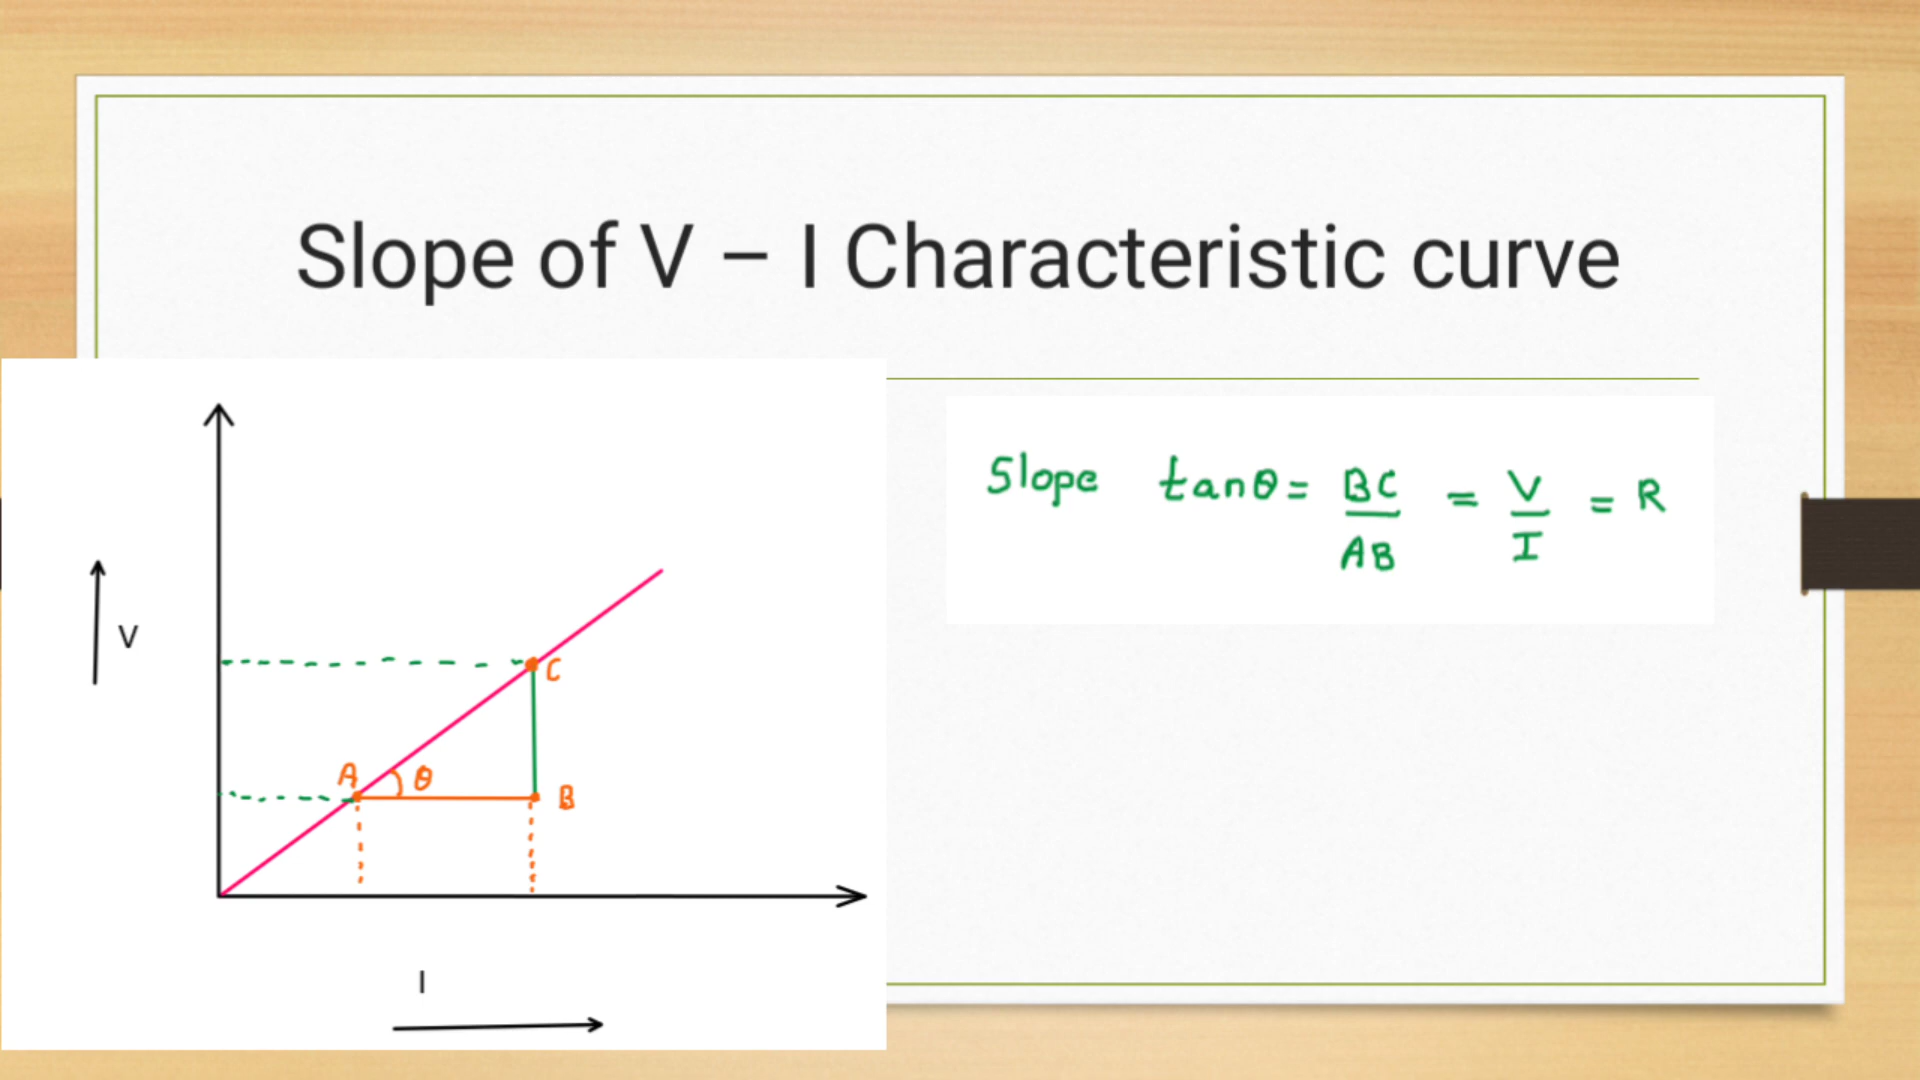 Slope of V – I Characteristic curve
Slope tanθ = BC/AB = V/I = R
V
C
A θ
B
I